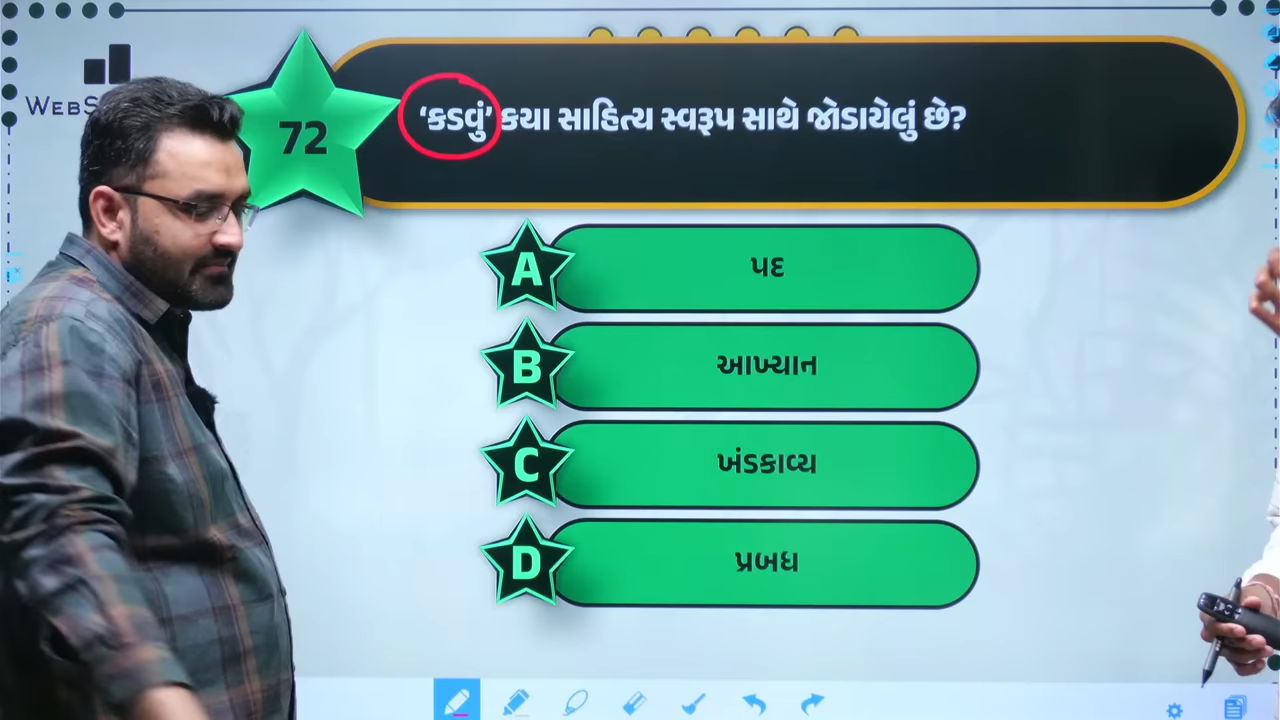 72
‘કડવું’ કયા સાહિત્ય સ્વરૂપ સાથે જોડાયેલું છે?
A પદ
B આખ્યાન
C ખંડકાવ્ય
D પ્રબધ